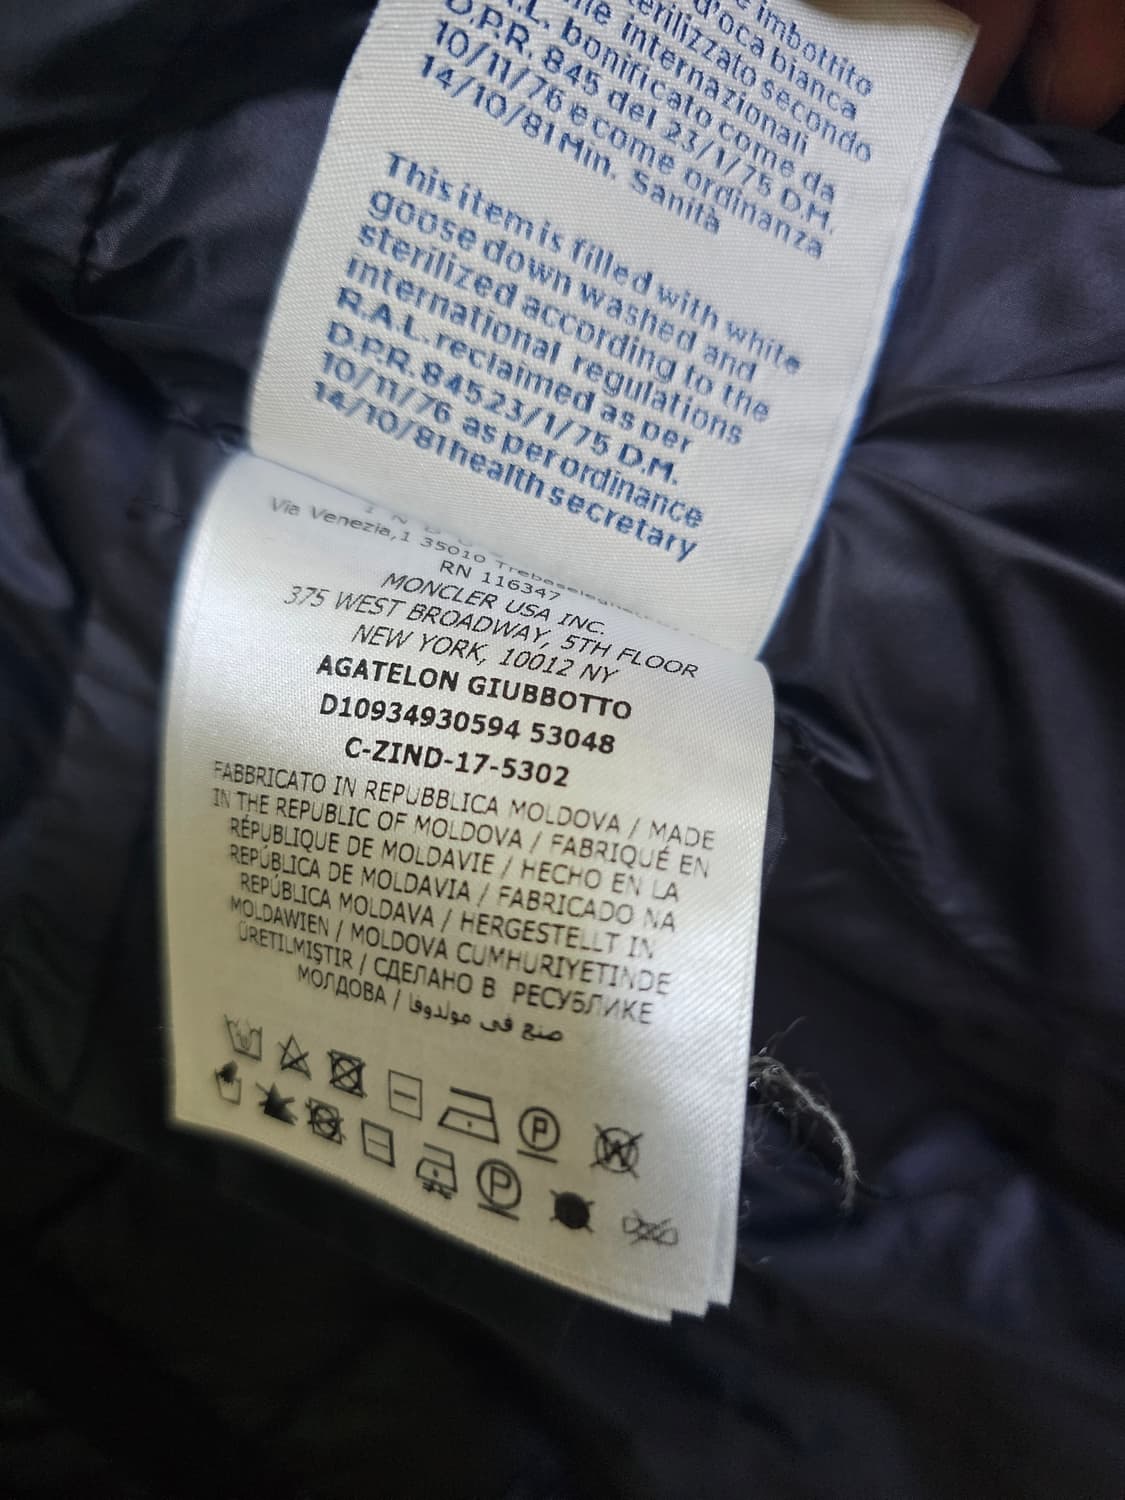 e imbottito
d'oca bianca
sterilizzato secondo
internazionali
R.A.L. bonificato come da
D.P.R. 845 del 23/1/75 D.M.
10/11/76 e come ordinanza
14/10/81 Min. Sanità
This item is filled with white
goose down washed and
sterilized according to the
international regulations
R.A.L. reclaimed as per
D.P.R. 845 23/1/75 D.M.
10/11/76 as per ordinance
14/10/81 health secretary
Via Venezia,1 35010 Trebaseleghe
RN 116347
MONCLER USA INC.
375 WEST BROADWAY, 5TH FLOOR
NEW YORK, 10012 NY
AGATELON GIUBBOTTO
D10934930594 53048
C-ZIND-17-5302
FABBRICATO IN REPUBBLICA MOLDOVA / MADE
IN THE REPUBLIC OF MOLDOVA / FABRIQUÉ EN
RÉPUBLIQUE DE MOLDAVIE / HECHO EN LA
REPÚBLICA DE MOLDAVIA / FABRICADO NA
REPÚBLICA MOLDAVA / HERGESTELLT IN
MOLDAWIEN / MOLDOVA CUMHURIYETINDE
ÜRETILMIŞTIR / СДЕЛАНО В РЕСУБЛИКЕ
МОЛДОВА / صنع في مولدوفا
P
W
P